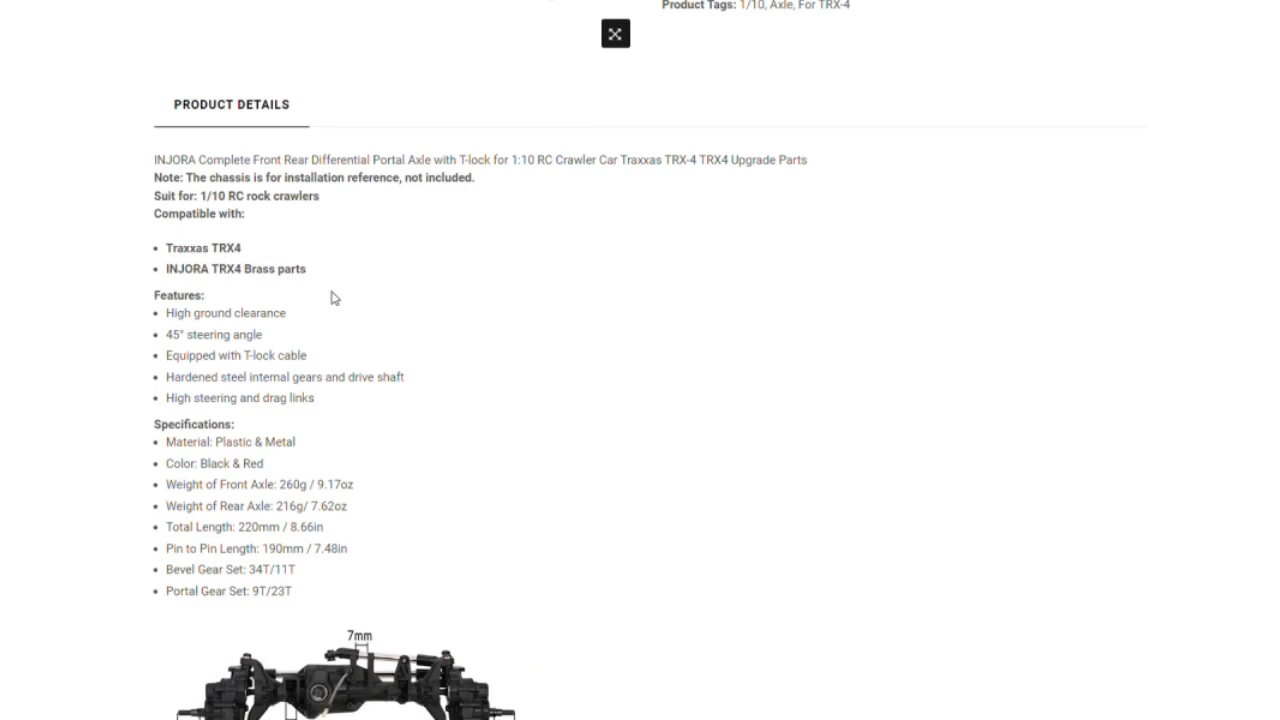 Product Tags: 1/10, Axle, For TRX-4
PRODUCT DETAILS
INJORA Complete Front Rear Differential Portal Axle with T-lock for 1:10 RC Crawler Car Traxxas TRX-4 TRX4 Upgrade Parts
Note: The chassis is for installation reference, not included.
Suit for: 1/10 RC rock crawlers
Compatible with:
Traxxas TRX4
INJORA TRX4 Brass parts
Features:
High ground clearance
45° steering angle
Equipped with T-lock cable
Hardened steel internal gears and drive shaft
High steering and drag links
Specifications:
Material: Plastic & Metal
Color: Black & Red
Weight of Front Axle: 260g / 9.17oz
Weight of Rear Axle: 216g/ 7.62oz
Total Length: 220mm / 8.66in
Pin to Pin Length: 190mm / 7.48in
Bevel Gear Set: 34T/11T
Portal Gear Set: 9T/23T
7mm